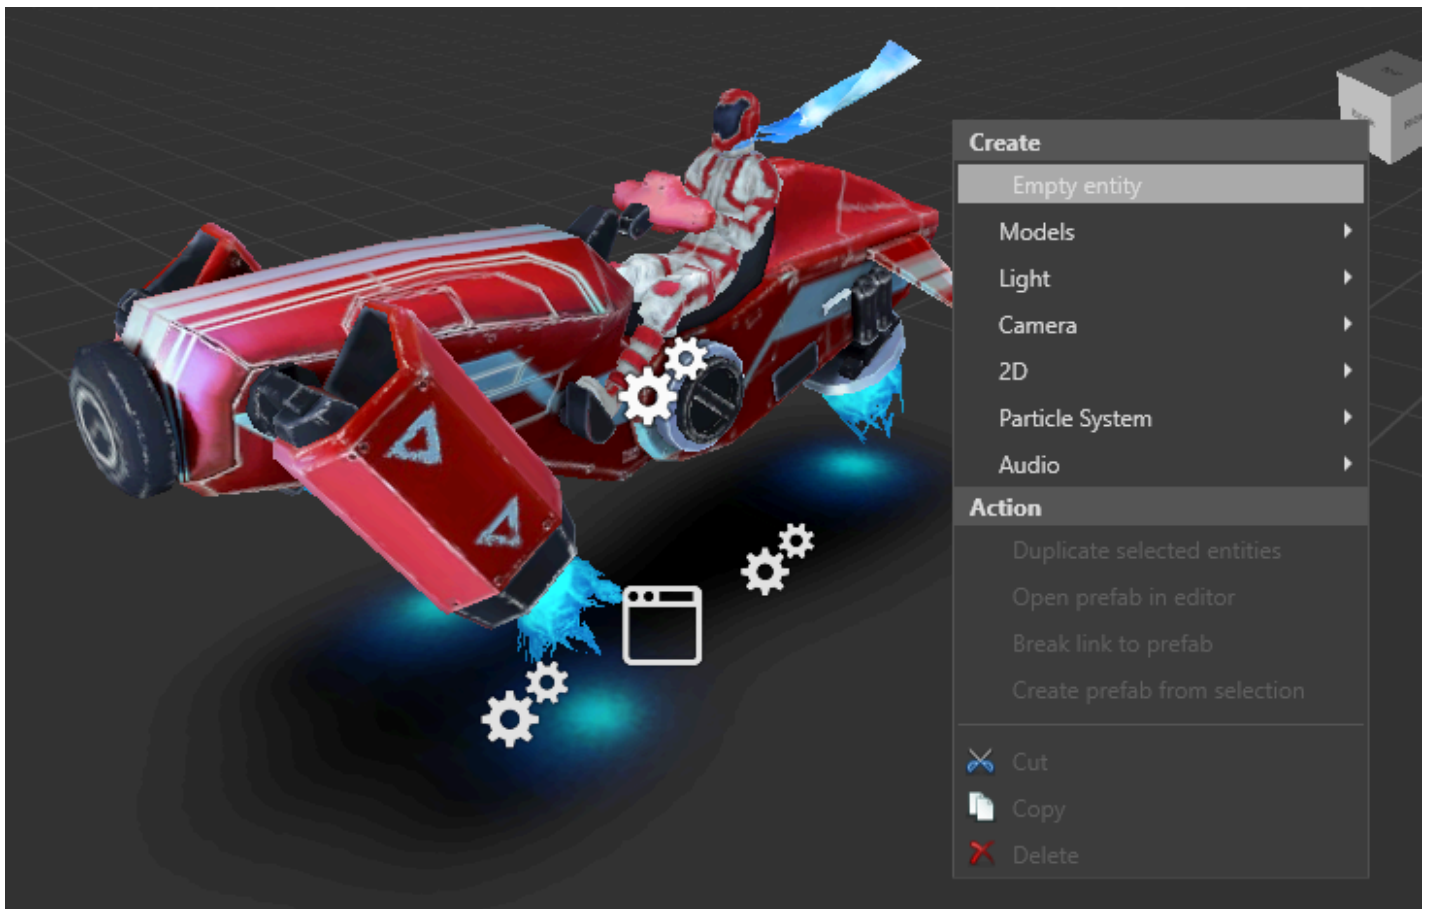 Create
Empty entity
Models
Light
Camera
2D
Particle System
Audio
Action
Duplicate selected entities
Open prefab in editor
Break link to prefab
Create prefab from selection
Cut
Copy
Delete